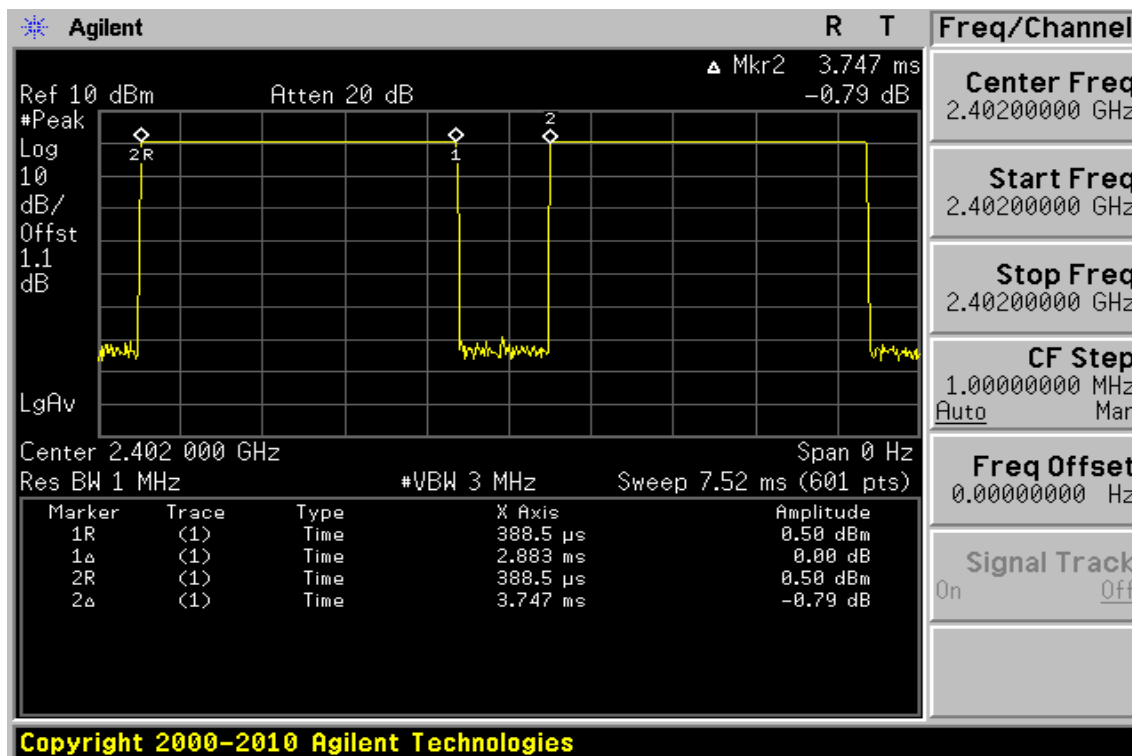 Agilent R T
Freq/Channel
Δ Mkr2 3.747 ms
Ref 10 dBm Atten 20 dB -0.79 dB
#Peak
Log
10
dB/
Offst
1.1
dB
LgAv
2R 1 2
Center 2.402 000 GHz Span 0 Hz
Res BW 1 MHz #VBW 3 MHz Sweep 7.52 ms (601 pts)
Marker Trace Type X Axis Amplitude
1R (1) Time 388.5 µs 0.50 dBm
1Δ (1) Time 2.883 ms 0.00 dB
2R (1) Time 388.5 µs 0.50 dBm
2Δ (1) Time 3.747 ms -0.79 dB
Center Freq
2.40200000 GHz
Start Freq
2.40200000 GHz
Stop Freq
2.40200000 GHz
CF Step
1.00000000 MHz
Auto Man
Freq Offset
0.00000000 Hz
Signal Track
On Off
Copyright 2000-2010 Agilent Technologies